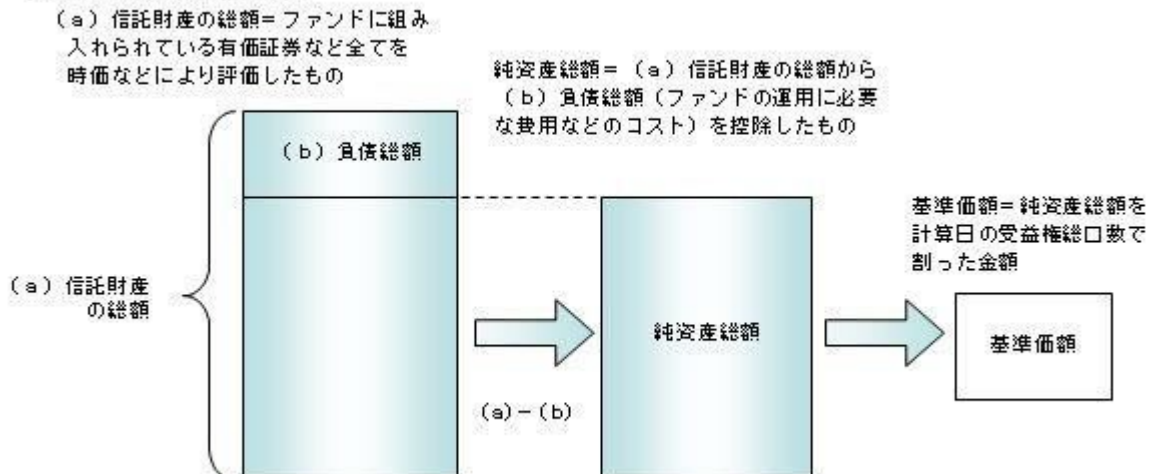 （a）信託財産の総額=ファンドに組み
入れられている有価証券など全てを
時価などにより評価したもの
純資産総額=（a）信託財産の総額から
（b）負債総額（ファンドの運用に必要
な費用などのコスト）を控除したもの
（b）負債総額
基準価額=純資産総額を
計算日の受益権総口数で
割った金額
（a）信託財産
の総額
純資産総額
基準価額
(a)－(b)